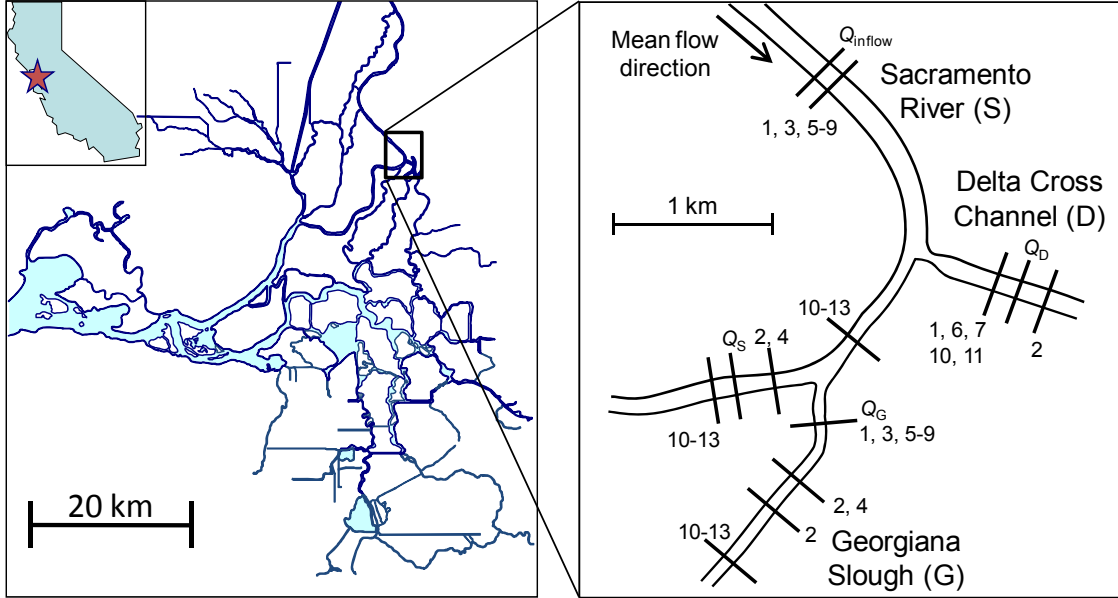 20 km
Mean flow
direction
Q_inflow
Sacramento
River (S)
1, 3, 5-9
1 km
Delta Cross
Channel (D)
Q_D
10-13
1, 6, 7
10, 11
2
Q_S
2, 4
10-13
Q_G
1, 3, 5-9
2, 4
2
10-13
Georgiana
Slough (G)